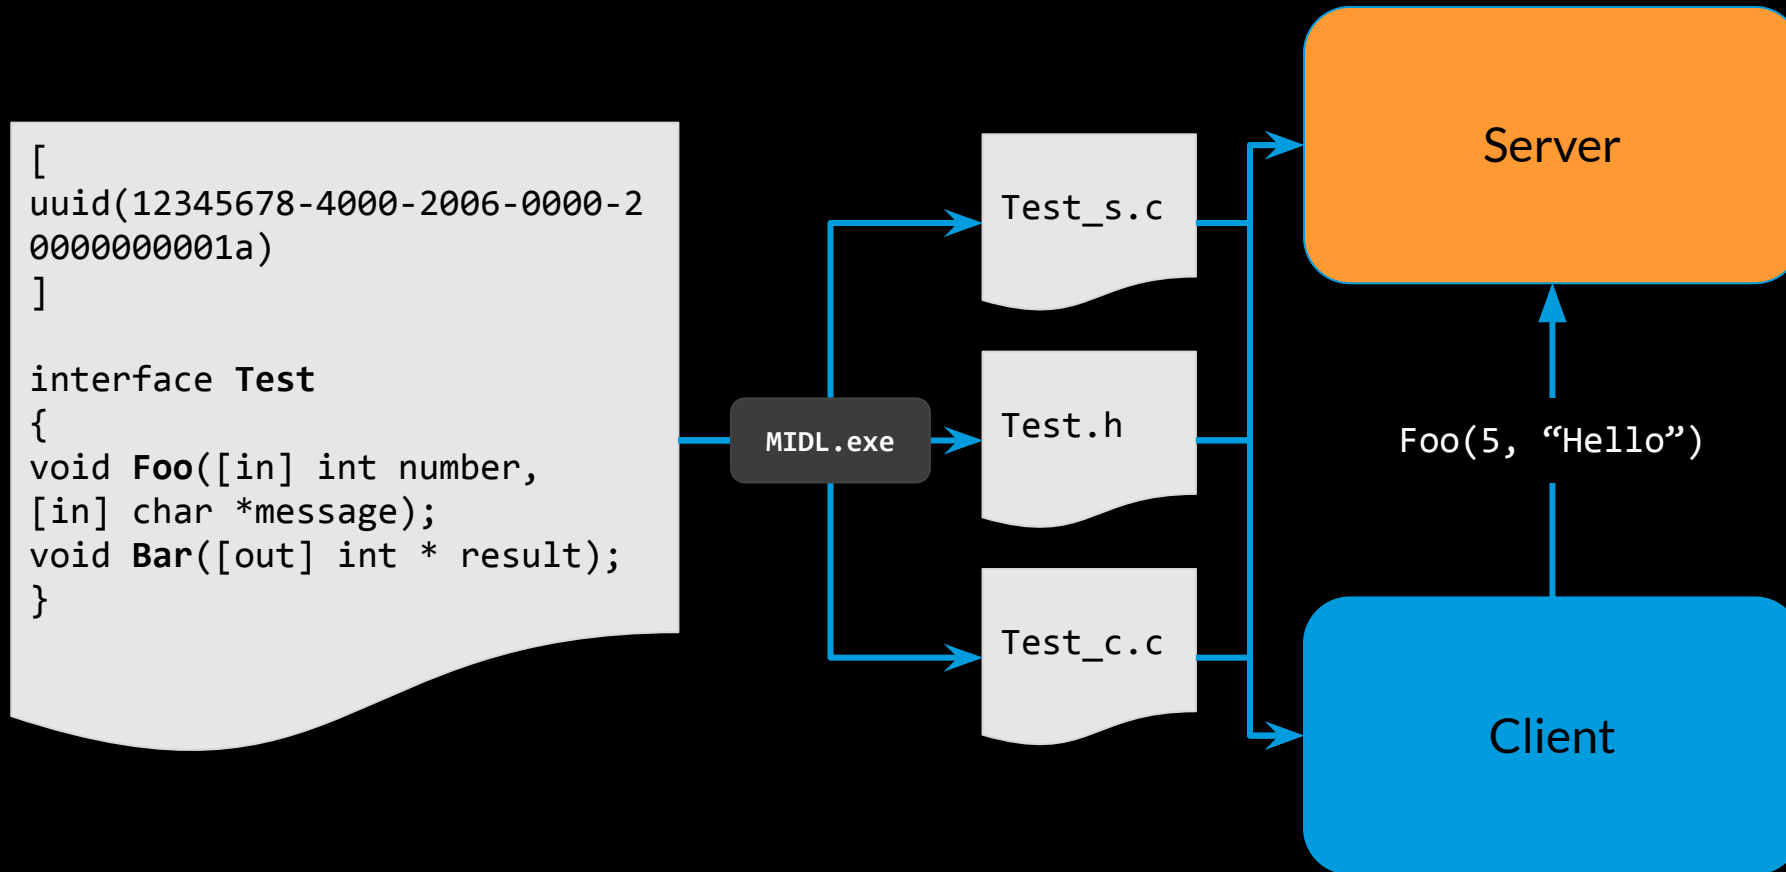 [
uuid(12345678-4000-2006-0000-2
0000000001a)
]
interface Test
{
void Foo([in] int number,
[in] char *message);
void Bar([out] int * result);
}
MIDL.exe
Test_s.c
Test.h
Test_c.c
Server
Foo(5, “Hello”)
Client